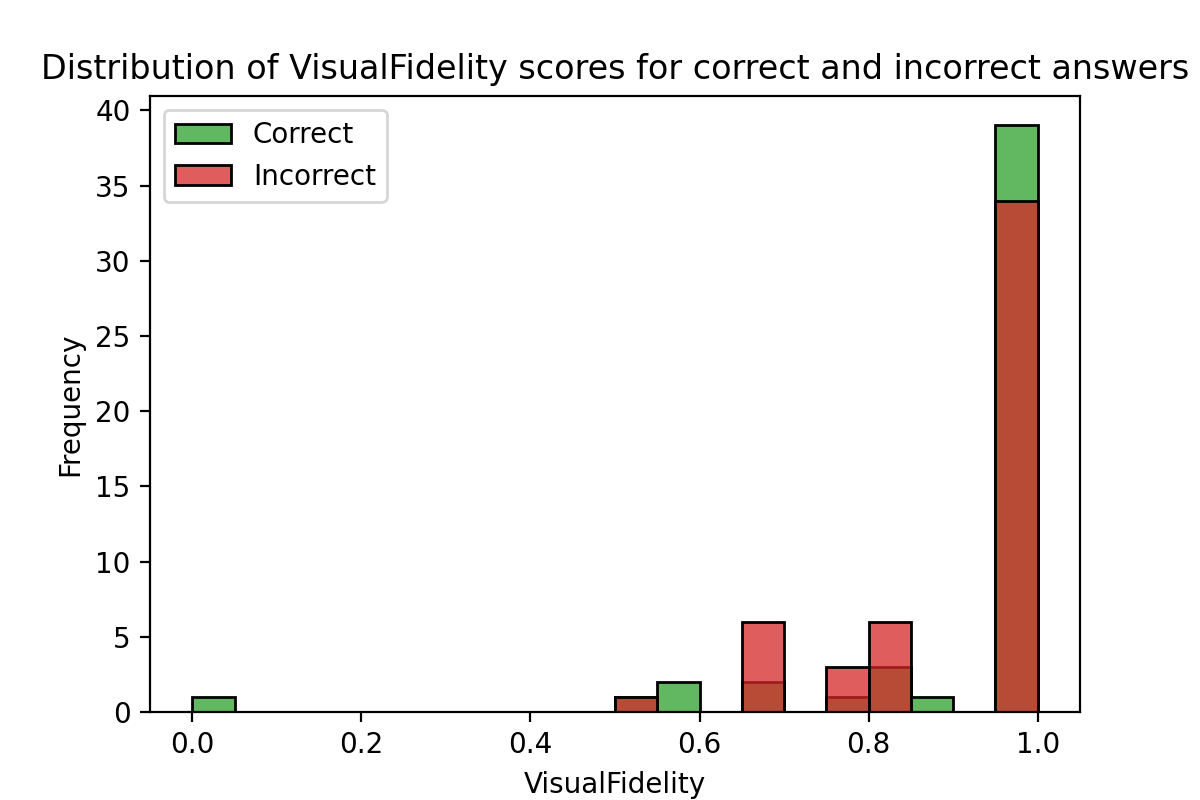 Distribution of VisualFidelity scores for correct and incorrect answers
Correct
Incorrect
40
35
30
25
20
15
10
5
0
Frequency
0.0 0.2 0.4 0.6 0.8 1.0
VisualFidelity